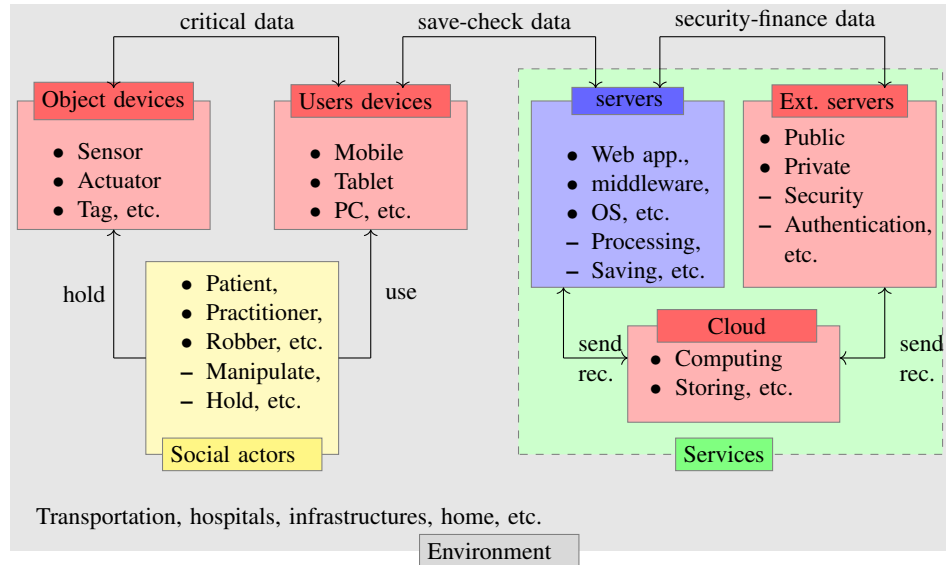 critical data
save-check data
security-finance data
Object devices
● Sensor
● Actuator
● Tag, etc.
Users devices
● Mobile
● Tablet
● PC, etc.
servers
● Web app.,
● middleware,
● OS, etc.
– Processing,
– Saving, etc.
Ext. servers
● Public
● Private
– Security
– Authentication,
etc.
hold
● Patient,
● Practitioner,
● Robber, etc.
– Manipulate,
– Hold, etc.
Social actors
use
send
rec.
Cloud
● Computing
● Storing, etc.
send
rec.
Services
Transportation, hospitals, infrastructures, home, etc.
Environment